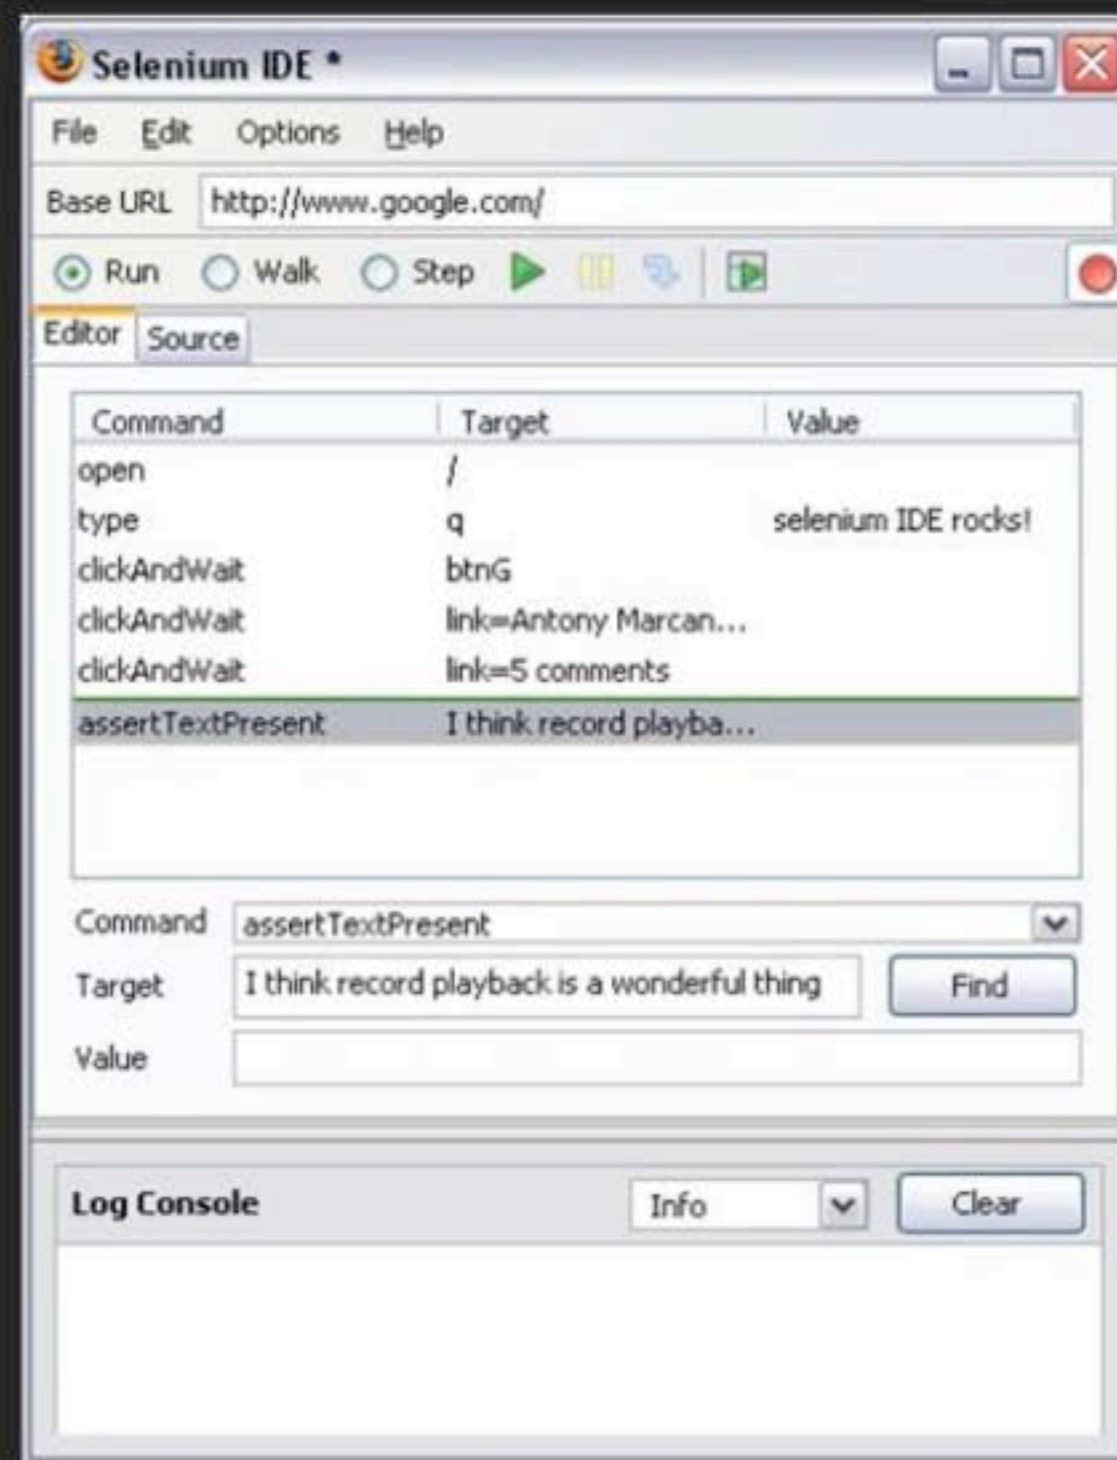 Selenium IDE *
File Edit Options Help
Base URL http://www.google.com/
Run Walk Step
Editor Source
Command Target Value
open /
type q selenium IDE rocks!
clickAndWait btnG
clickAndWait link=Antony Marcan...
clickAndWait link=5 comments
assertTextPresent I think record playba...
Command assertTextPresent
Target I think record playback is a wonderful thing Find
Value
Log Console Info Clear